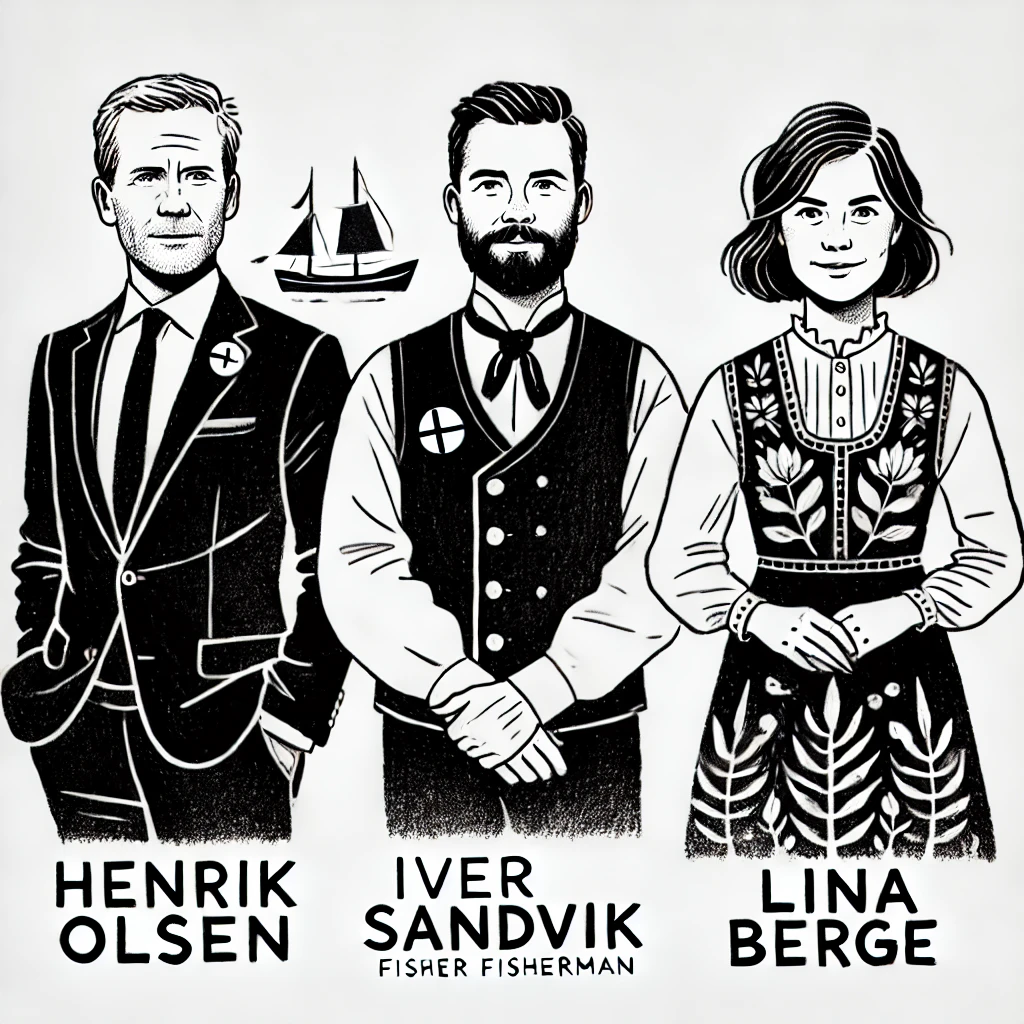 HENRIK
OLSEN
IVER
SANDVIK
FISHER FISHERMAN
LINA
BERGE